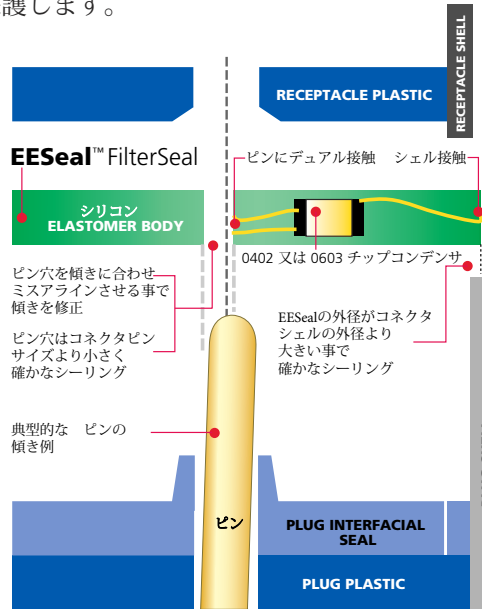 護します。
RECEPTACLE SHELL
RECEPTACLE PLASTIC
EESeal™ FilterSeal
ピンにデュアル接触 シェル接触
シリコン
ELASTOMER BODY
0402 又は 0603 チップコンデンサ
ピン穴を傾きに合わせ
ミスアラインさせる事で
傾きを修正
ピン穴はコネクタピン
サイズより小さく
確かなシーリング
EESealの外径がコネクタ
シェルの外径より
大きい事で
確かなシーリング
典型的な ピンの
傾き例
ピン
PLUG INTERFACIAL
SEAL
PLUG PLASTIC